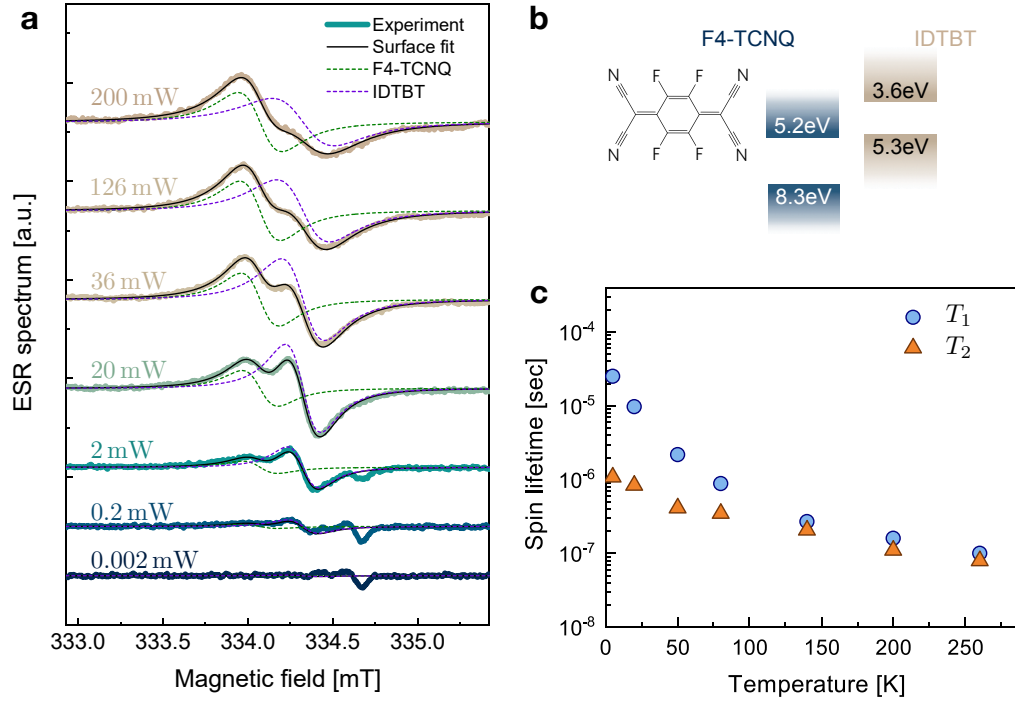 a
Experiment
Surface fit
F4-TCNQ
IDTBT
200 mW
126 mW
36 mW
20 mW
2 mW
0.2 mW
0.002 mW
ESR spectrum [a.u.]
333.0 333.5 334.0 334.5 335.0
Magnetic field [mT]
b
F4-TCNQ IDTBT
N F F N
N F F N
5.2eV
8.3eV
3.6eV
5.3eV
c
T₁
T₂
Spin lifetime [sec]
10⁻⁴
10⁻⁵
10⁻⁶
10⁻⁷
10⁻⁸
0 50 100 150 200 250
Temperature [K]